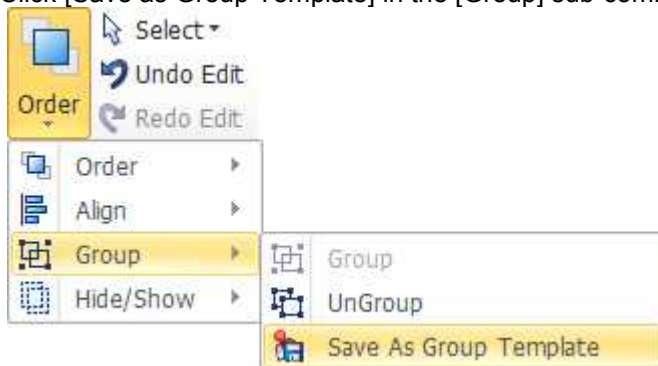 Click [Save as Group Template] in the [Group] sub-com
Select
Undo Edit
Order
Redo Edit
Order
Align
Group
Group
Hide/Show
UnGroup
Save As Group Template